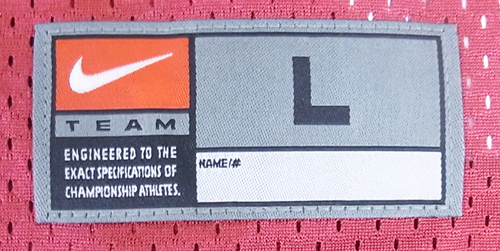 L
TEAM
ENGINEERED TO THE
EXACT SPECIFICATIONS OF
CHAMPIONSHIP ATHLETES.
NAME/#